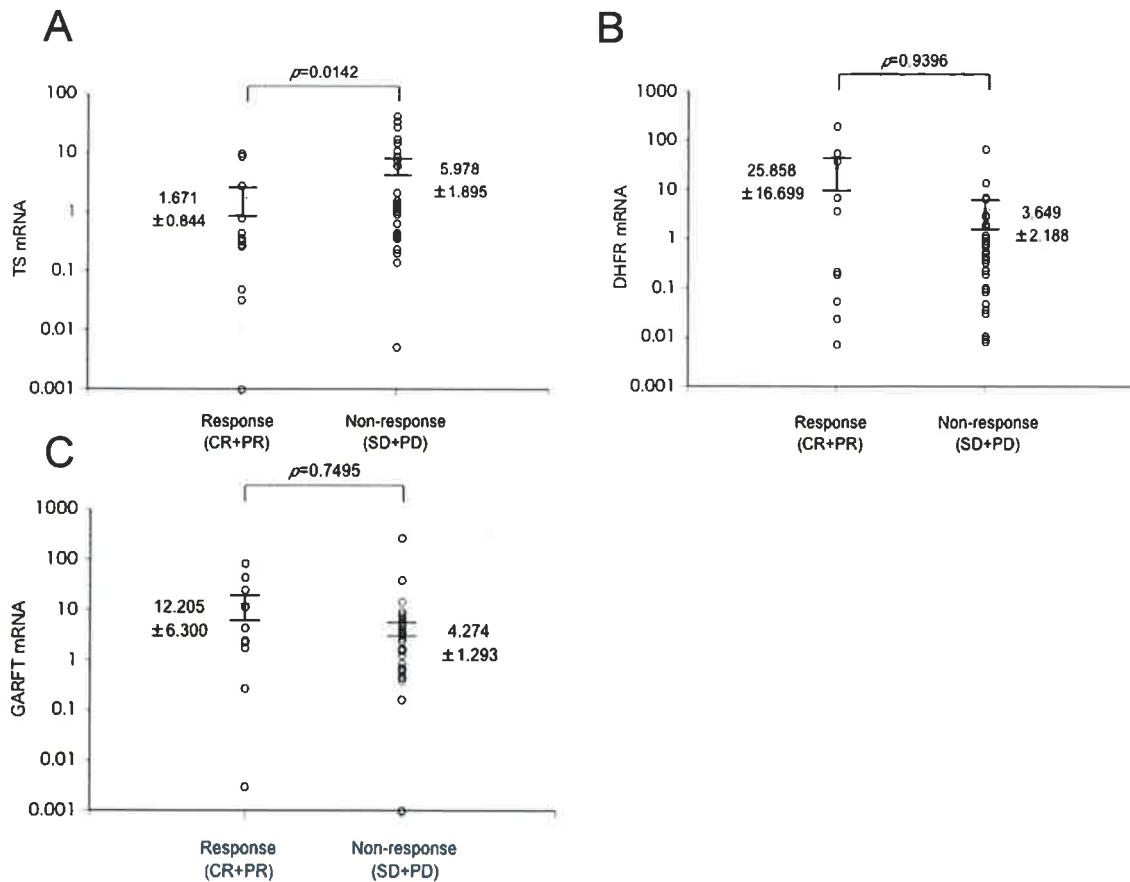 A
p=0.0142
100
10
1
0.1
0.01
0.001
TS mRNA
1.671
±0.844
5.978
±1.895
Response
(CR+PR)
Non-response
(SD+PD)
B
p=0.9396
1000
100
10
1
0.1
0.01
0.001
DHFR mRNA
25.858
±16.699
3.649
±2.188
Response
(CR+PR)
Non-response
(SD+PD)
C
p=0.7495
1000
100
10
1
0.1
0.01
0.001
GARFT mRNA
12.205
±6.300
4.274
±1.293
Response
(CR+PR)
Non-response
(SD+PD)